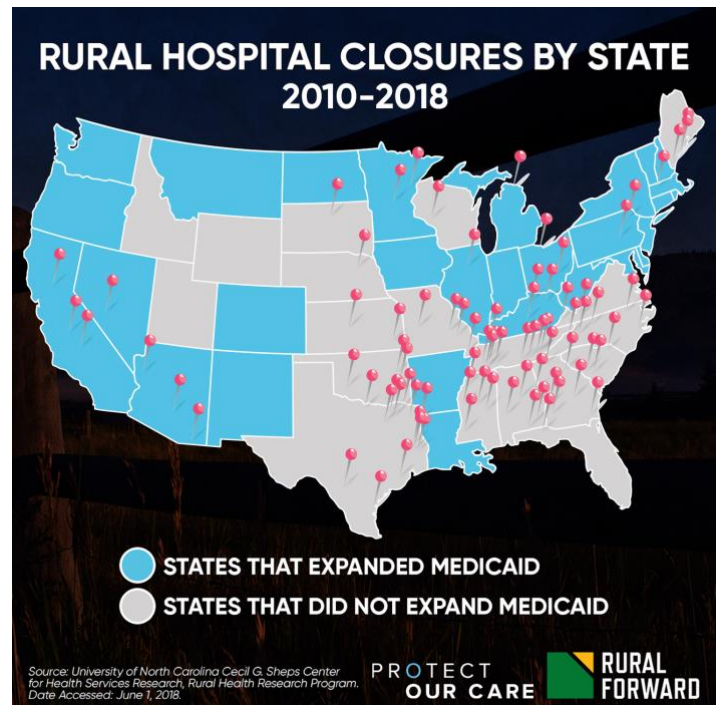 RURAL HOSPITAL CLOSURES BY STATE
2010-2018
STATES THAT EXPANDED MEDICAID
STATES THAT DID NOT EXPAND MEDICAID
Source: University of North Carolina Cecil G. Sheps Center
for Health Services Research, Rural Health Research Program.
Date Accessed: June 1, 2018.
PROTECT
OUR CARE
RURAL
FORWARD